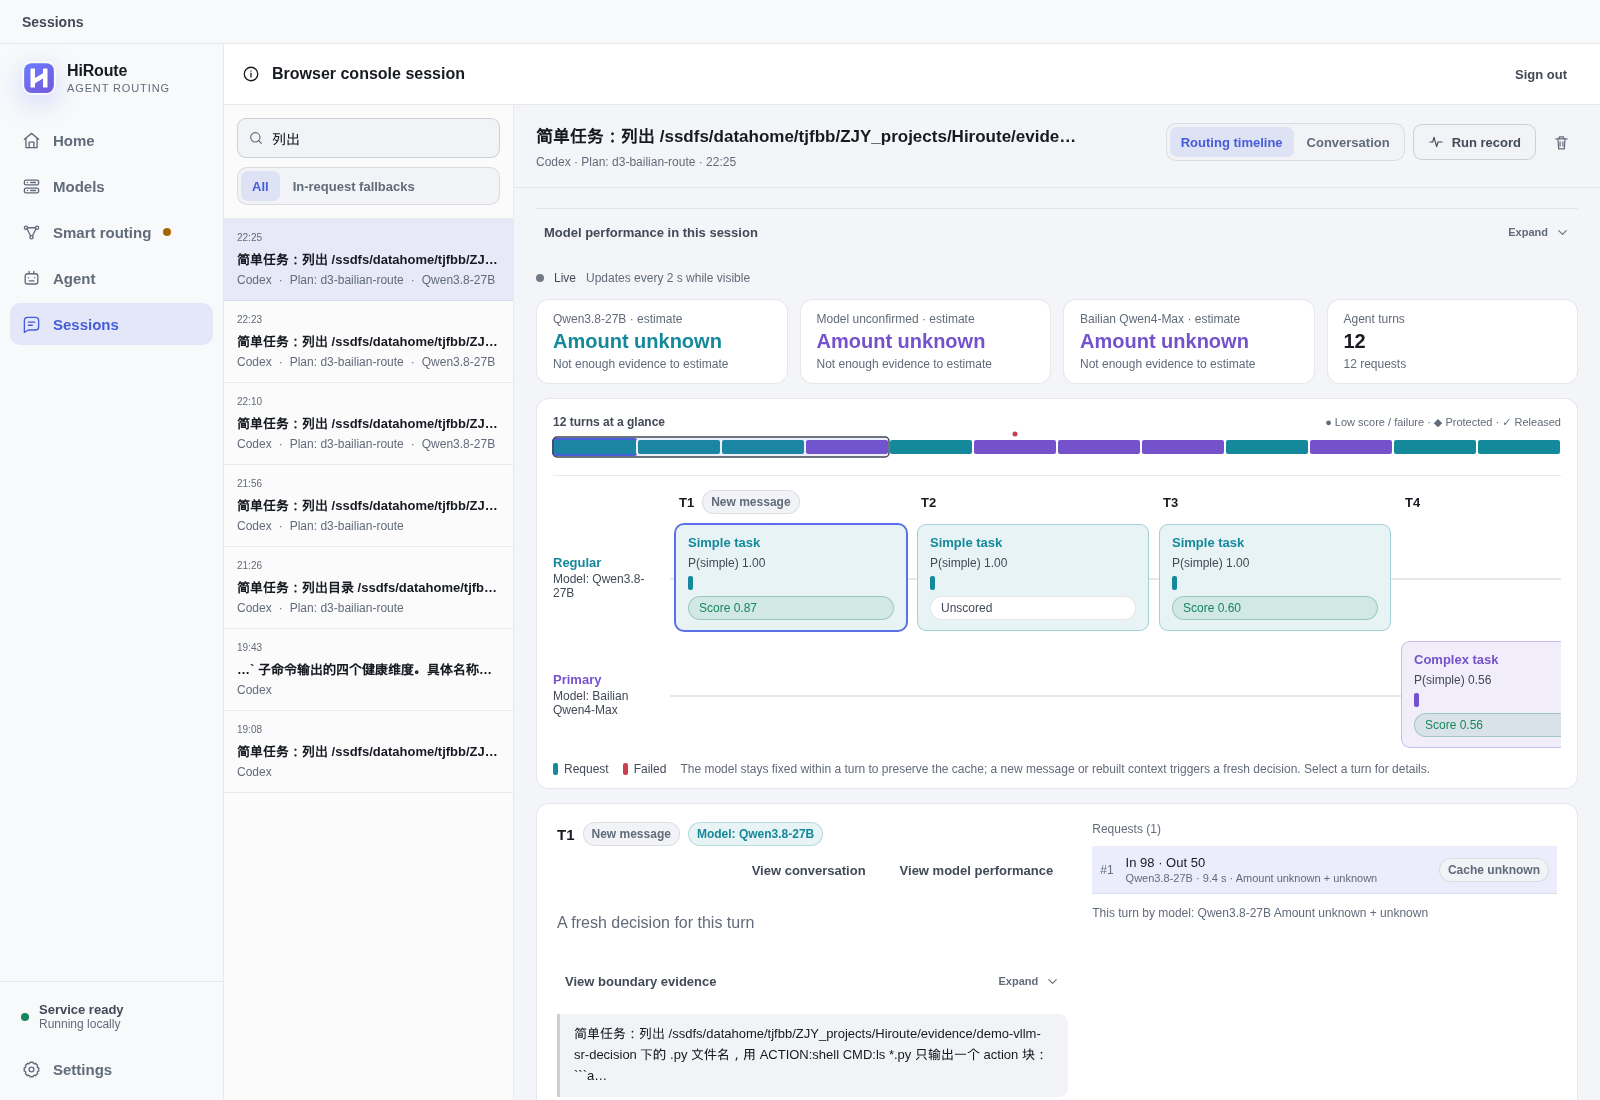 Sessions
HiRoute
AGENT ROUTING
Home
Models
Smart routing
Agent
Sessions
Service ready
Running locally
Settings
Browser console session
Sign out
列出
All
In-request fallbacks
22:25
简单任务：列出 /ssdfs/datahome/tjfbb/ZJ…
Codex · Plan: d3-bailian-route · Qwen3.8-27B
22:23
简单任务：列出 /ssdfs/datahome/tjfbb/ZJ…
Codex · Plan: d3-bailian-route · Qwen3.8-27B
22:10
简单任务：列出 /ssdfs/datahome/tjfbb/ZJ…
Codex · Plan: d3-bailian-route · Qwen3.8-27B
21:56
简单任务：列出 /ssdfs/datahome/tjfbb/ZJ…
Codex · Plan: d3-bailian-route
21:26
简单任务：列出目录 /ssdfs/datahome/tjfb…
Codex · Plan: d3-bailian-route
19:43
…` 子命令输出的四个健康维度。具体名称…
Codex
19:08
简单任务：列出 /ssdfs/datahome/tjfbb/ZJ…
Codex
简单任务：列出 /ssdfs/datahome/tjfbb/ZJY_projects/Hiroute/evide…
Codex · Plan: d3-bailian-route · 22:25
Routing timeline
Conversation
Run record
Model performance in this session
Expand
Live Updates every 2 s while visible
Qwen3.8-27B · estimate
Amount unknown
Not enough evidence to estimate
Model unconfirmed · estimate
Amount unknown
Not enough evidence to estimate
Bailian Qwen4-Max · estimate
Amount unknown
Not enough evidence to estimate
Agent turns
12
12 requests
12 turns at a glance
● Low score / failure · ◆ Protected · ✓ Released
T1 New message
T2
T3
T4
Regular
Model: Qwen3.8-
27B
Simple task
P(simple) 1.00
Score 0.87
Simple task
P(simple) 1.00
Unscored
Simple task
P(simple) 1.00
Score 0.60
Primary
Model: Bailian
Qwen4-Max
Complex task
P(simple) 0.56
Score 0.56
Request Failed The model stays fixed within a turn to preserve the cache; a new message or rebuilt context triggers a fresh decision. Select a turn for details.
T1 New message Model: Qwen3.8-27B
View conversation
View model performance
A fresh decision for this turn
View boundary evidence
Expand
简单任务：列出 /ssdfs/datahome/tjfbb/ZJY_projects/Hiroute/evidence/demo-vllm-
sr-decision 下的 .py 文件名，用 ACTION:shell CMD:ls *.py 只输出一个 action 块：
```a…
Requests (1)
#1
In 98 · Out 50
Qwen3.8-27B · 9.4 s · Amount unknown + unknown
Cache unknown
This turn by model: Qwen3.8-27B Amount unknown + unknown